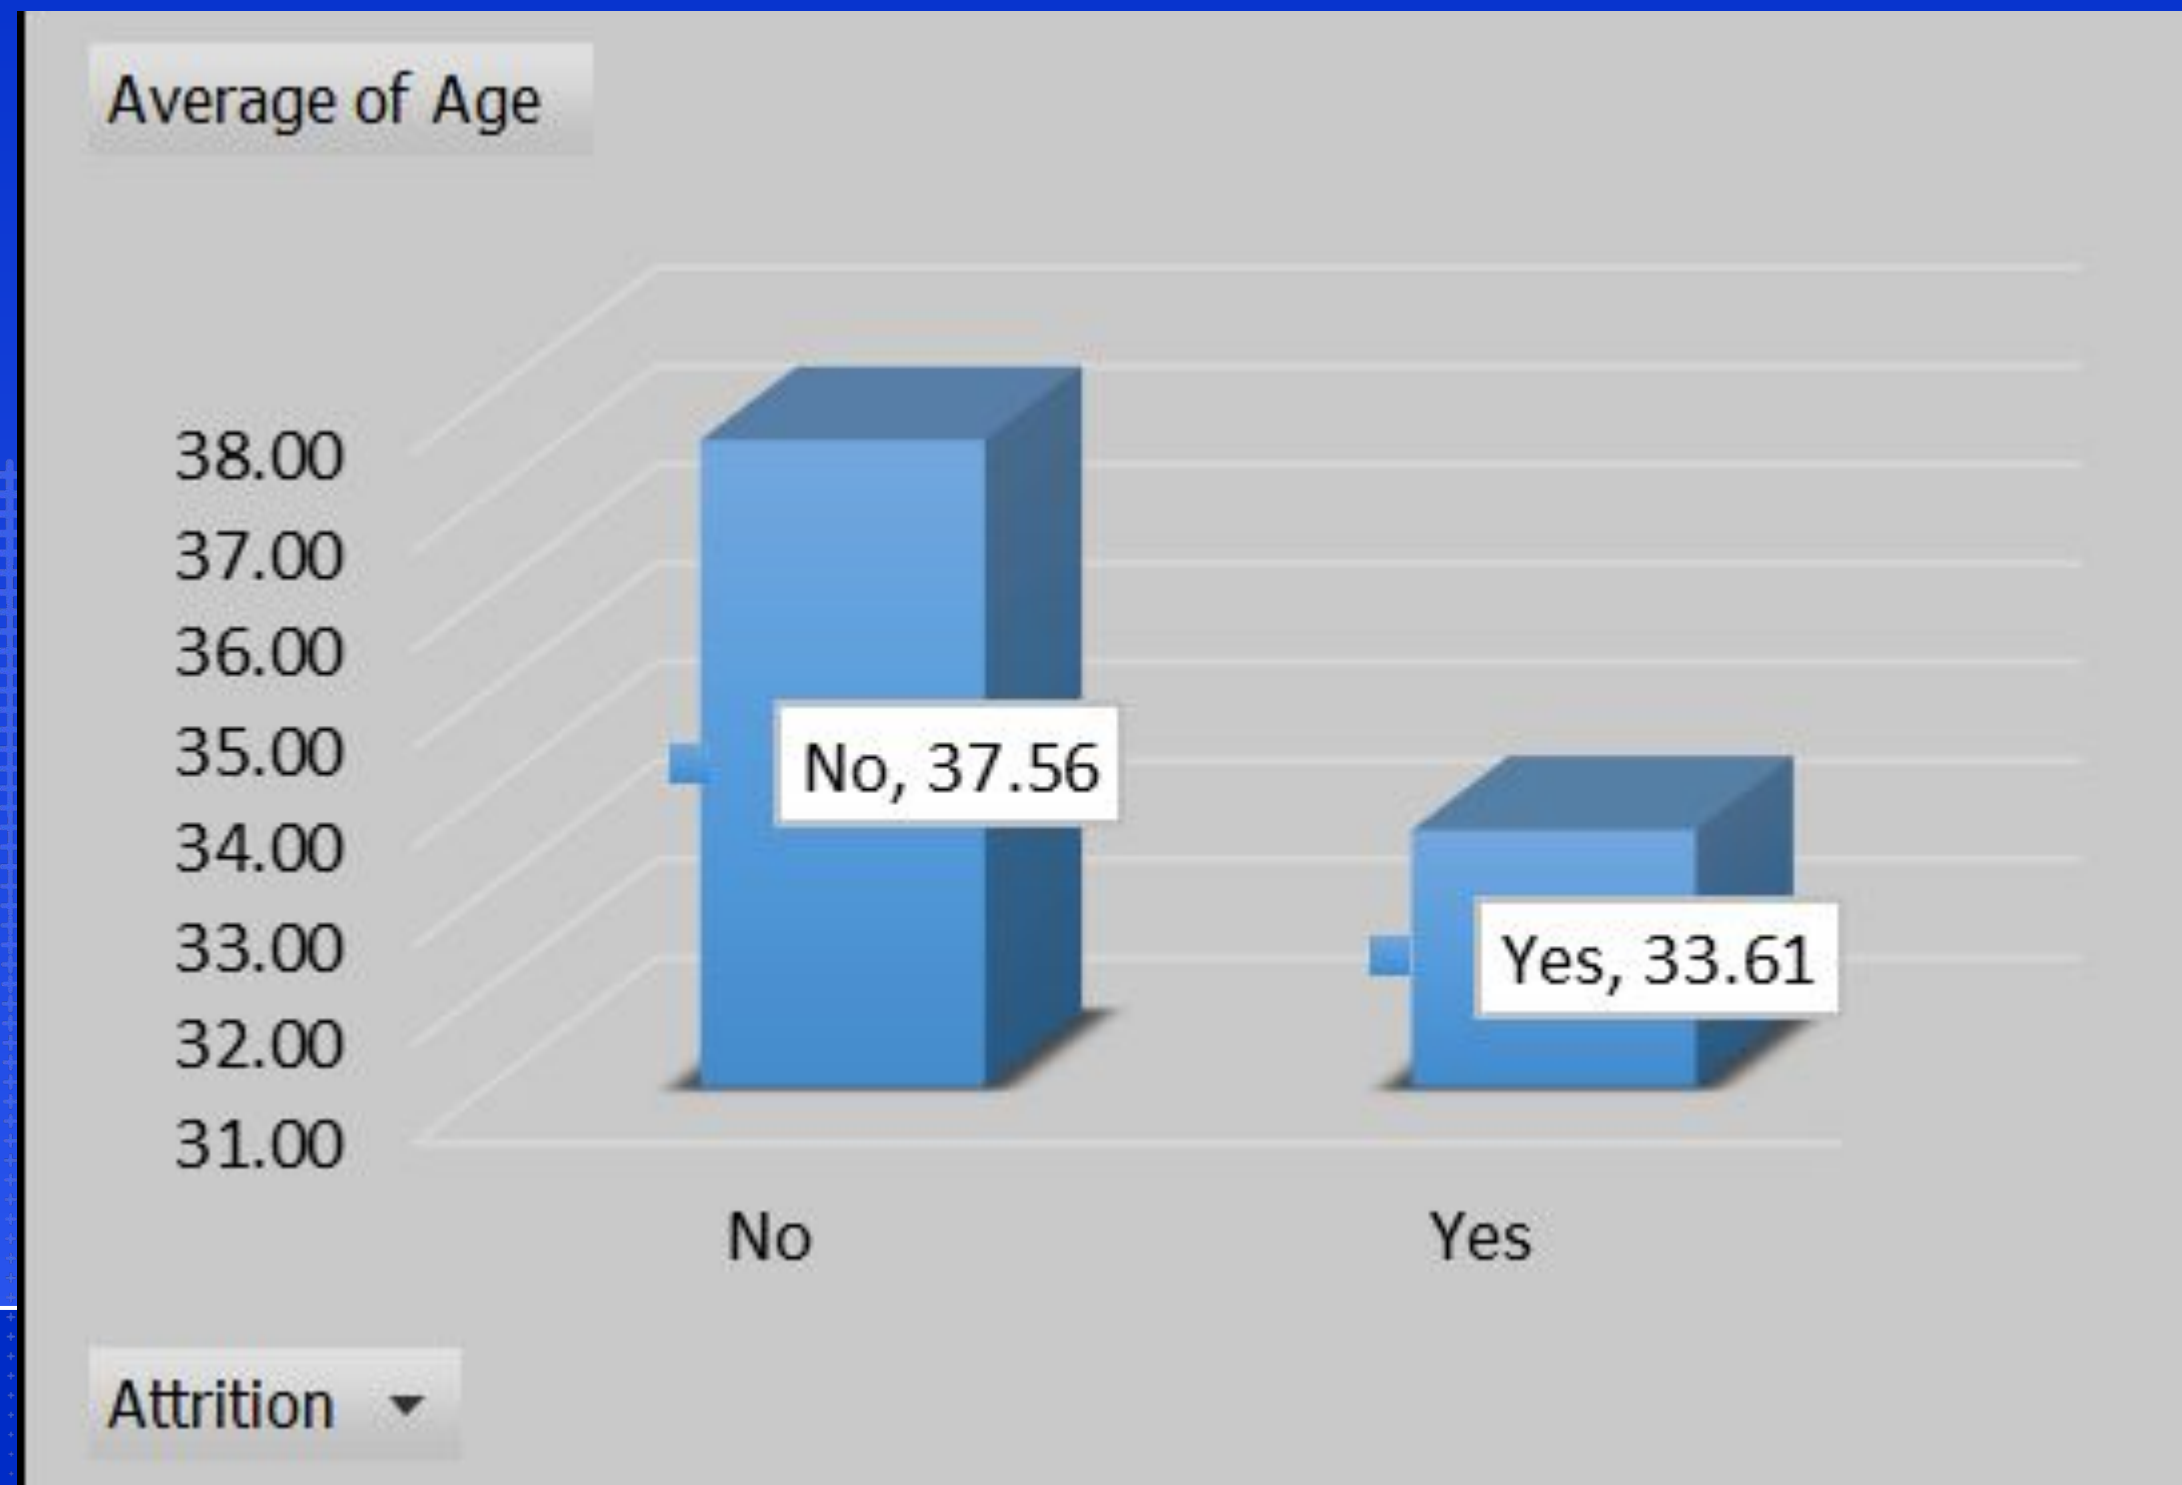 Average of Age
38.00
37.00
36.00
35.00
34.00
33.00
32.00
31.00
No, 37.56
Yes, 33.61
No
Yes
Attrition